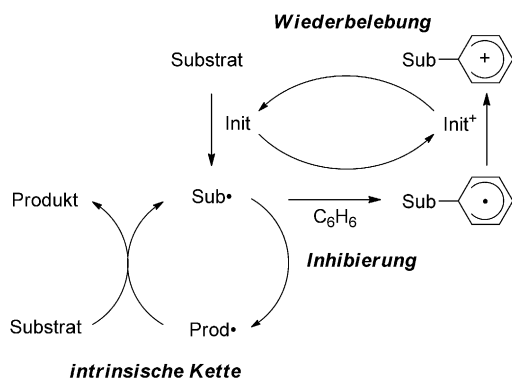 Wiederbelebung
Substrat
Sub
+
Init
Init⁺
Produkt
Sub•
C₆H₆
Sub
•
Inhibierung
Substrat
Prod•
intrinsische Kette